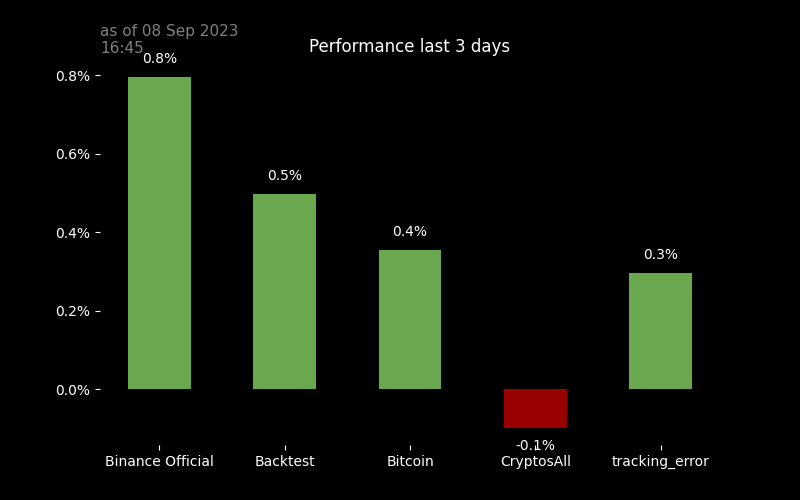 as of 08 Sep 2023
16:45
Performance last 3 days
0.8%
0.6%
0.4%
0.2%
0.0%
0.8%
0.5%
0.4%
-0.1%
0.3%
Binance Official
Backtest
Bitcoin
CryptosAll
tracking_error